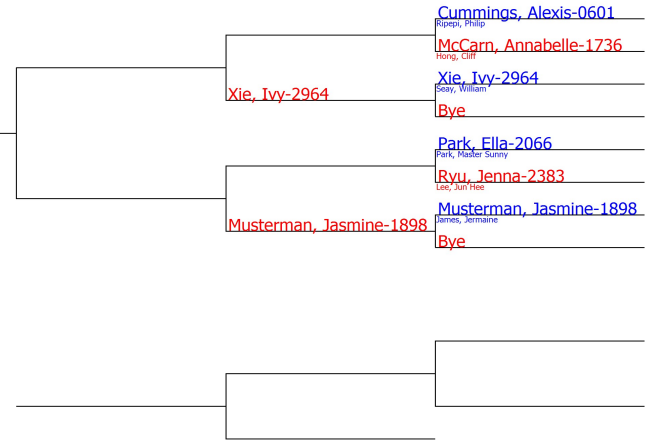 Cummings, Alexis-0601
Ripepi, Philip
McCarn, Annabelle-1736
Hong, Cliff
Xie, Ivy-2964
Xie, Ivy-2964
Seay, William
Bye
Park, Ella-2066
Park, Master Sunny
Ryu, Jenna-2383
Lee, Jun Hee
Musterman, Jasmine-1898
Musterman, Jasmine-1898
James, Jermaine
Bye